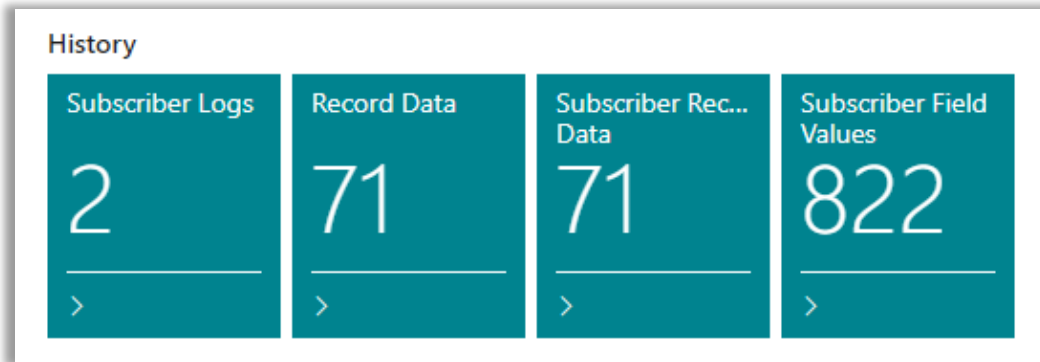 History
Subscriber Logs
2
Record Data
71
Subscriber Rec...
Data
71
Subscriber Field
Values
822